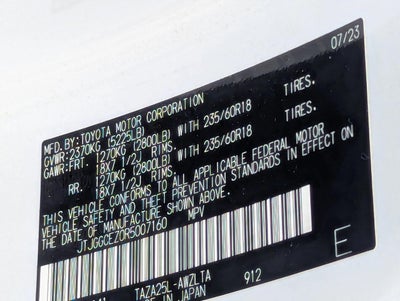 07/23
MFD.BY:TOYOTA MOTOR CORPORATION
GVWR:2370KG (5225LB)
GAWR:FRT. 1270KG (2800LB) WITH 235/60R18 TIRES.
18X7 1/2J RIMS.
RR. 1270KG (2800LB) WITH 235/60R18 TIRES.
18X7 1/2J RIMS.
THIS VEHICLE CONFORMS TO ALL APPLICABLE FEDERAL MOTOR
VEHICLE SAFETY AND THEFT PREVENTION STANDARDS IN EFFECT ON
THE DATE OF MANUFACTURE SHOWN ABOVE.
JTJGGCEZ0R5007160 MPV
E
TAZA25L-AWZLTA 912
IN JAPAN